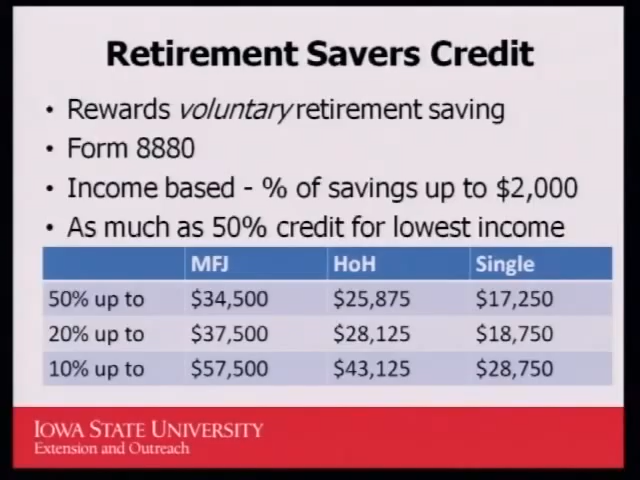 Retirement Savers Credit
• Rewards voluntary retirement saving
• Form 8880
• Income based - % of savings up to $2,000
• As much as 50% credit for lowest income
MFJ HoH Single
50% up to $34,500 $25,875 $17,250
20% up to $37,500 $28,125 $18,750
10% up to $57,500 $43,125 $28,750
IOWA STATE UNIVERSITY
Extension and Outreach